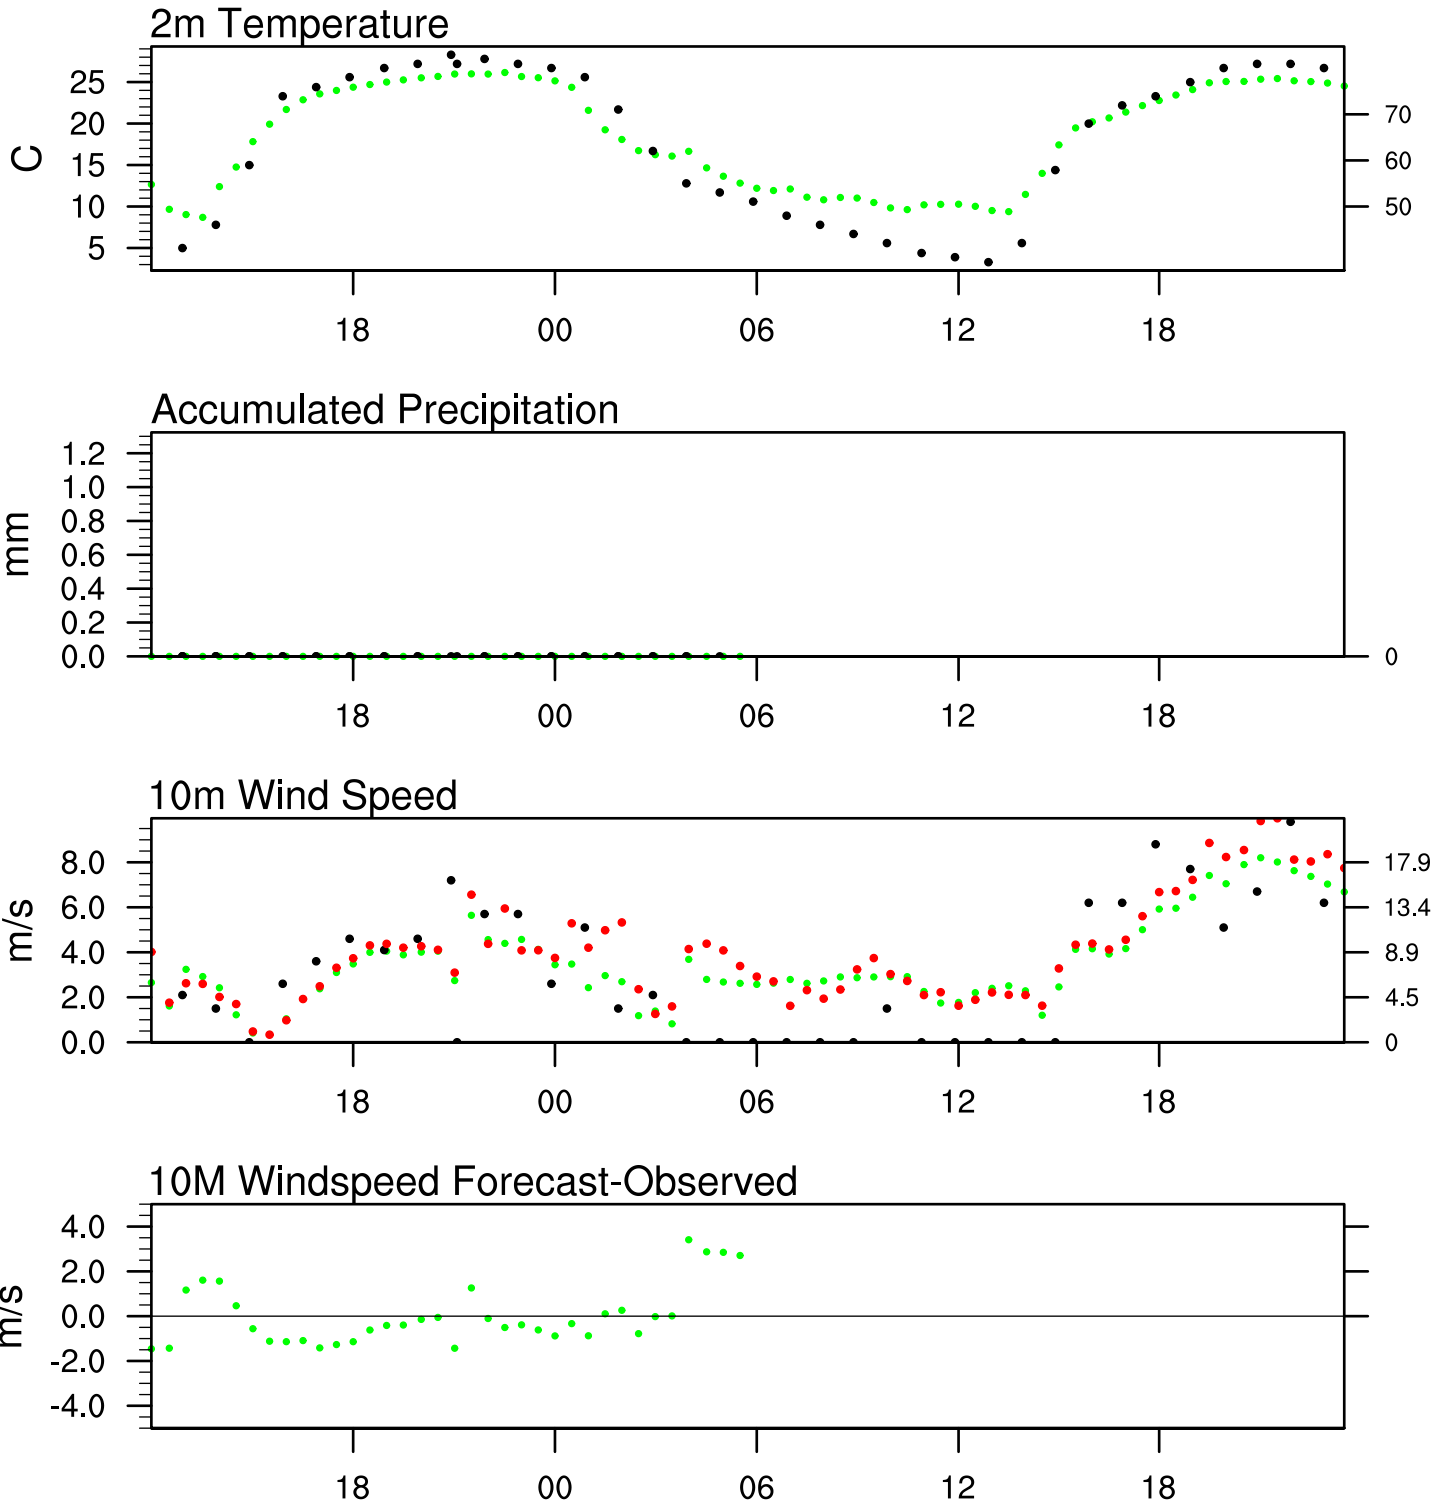 2m Temperature
C
25
20
15
10
5
70
60
50
18 00 06 12 18
Accumulated Precipitation
mm
1.2
1.0
0.8
0.6
0.4
0.2
0.0
0
18 00 06 12 18
10m Wind Speed
m/s
8.0
6.0
4.0
2.0
0.0
17.9
13.4
8.9
4.5
0
18 00 06 12 18
10M Windspeed Forecast-Observed
m/s
4.0
2.0
0.0
-2.0
-4.0
18 00 06 12 18